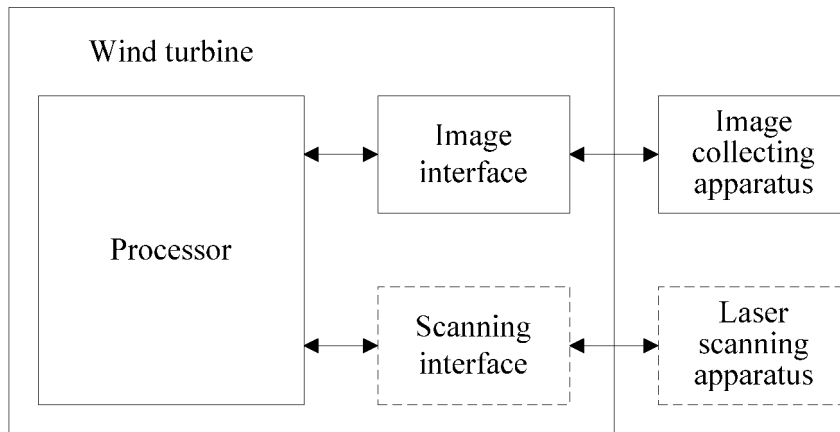 Wind turbine
Processor
Image
interface
Image
collecting
apparatus
Scanning
interface
Laser
scanning
apparatus